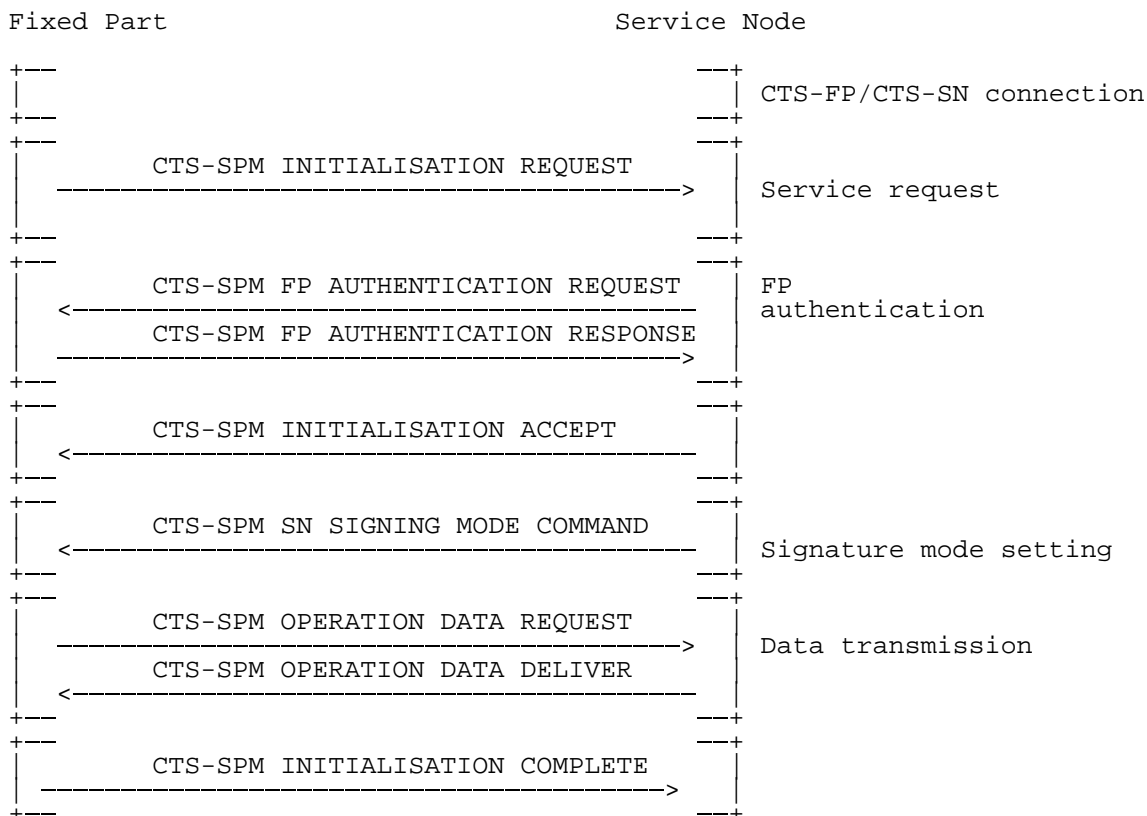 Fixed Part Service Node
CTS-FP/CTS-SN connection
CTS-SPM INITIALISATION REQUEST
Service request
CTS-SPM FP AUTHENTICATION REQUEST FP
authentication
CTS-SPM FP AUTHENTICATION RESPONSE
CTS-SPM INITIALISATION ACCEPT
CTS-SPM SN SIGNING MODE COMMAND
Signature mode setting
CTS-SPM OPERATION DATA REQUEST
Data transmission
CTS-SPM OPERATION DATA DELIVER
CTS-SPM INITIALISATION COMPLETE